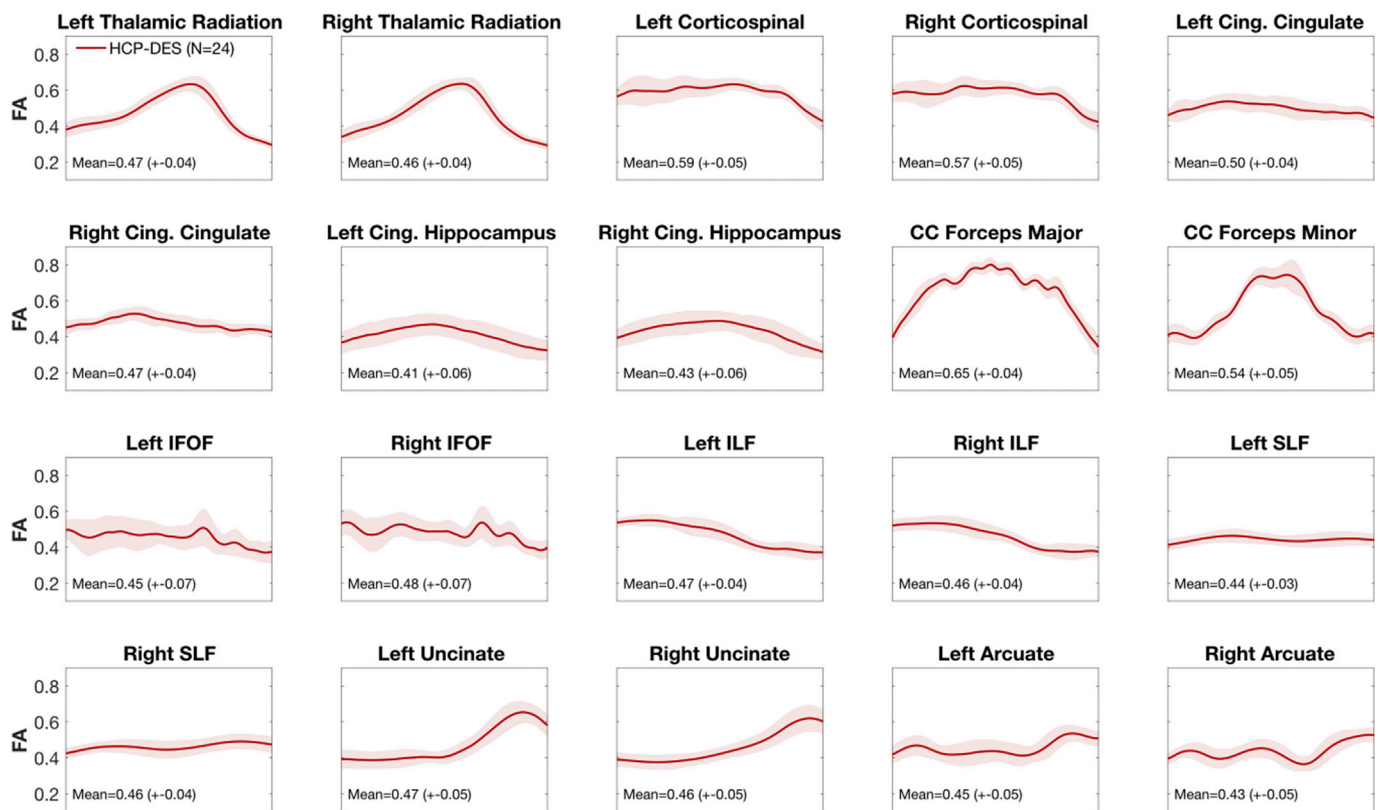 Left Thalamic Radiation
Right Thalamic Radiation
Left Corticospinal
Right Corticospinal
Left Cing. Cingulate
HCP-DES (N=24)
FA
0.8
0.6
0.4
0.2
Mean=0.47 (+-0.04)
Mean=0.46 (+-0.04)
Mean=0.59 (+-0.05)
Mean=0.57 (+-0.05)
Mean=0.50 (+-0.04)
Right Cing. Cingulate
Left Cing. Hippocampus
Right Cing. Hippocampus
CC Forceps Major
CC Forceps Minor
FA
0.8
0.6
0.4
0.2
Mean=0.47 (+-0.04)
Mean=0.41 (+-0.06)
Mean=0.43 (+-0.06)
Mean=0.65 (+-0.04)
Mean=0.54 (+-0.05)
Left IFOF
Right IFOF
Left ILF
Right ILF
Left SLF
FA
0.8
0.6
0.4
0.2
Mean=0.45 (+-0.07)
Mean=0.48 (+-0.07)
Mean=0.47 (+-0.04)
Mean=0.46 (+-0.04)
Mean=0.44 (+-0.03)
Right SLF
Left Uncinate
Right Uncinate
Left Arcuate
Right Arcuate
FA
0.8
0.6
0.4
0.2
Mean=0.46 (+-0.04)
Mean=0.47 (+-0.05)
Mean=0.46 (+-0.05)
Mean=0.45 (+-0.05)
Mean=0.43 (+-0.05)